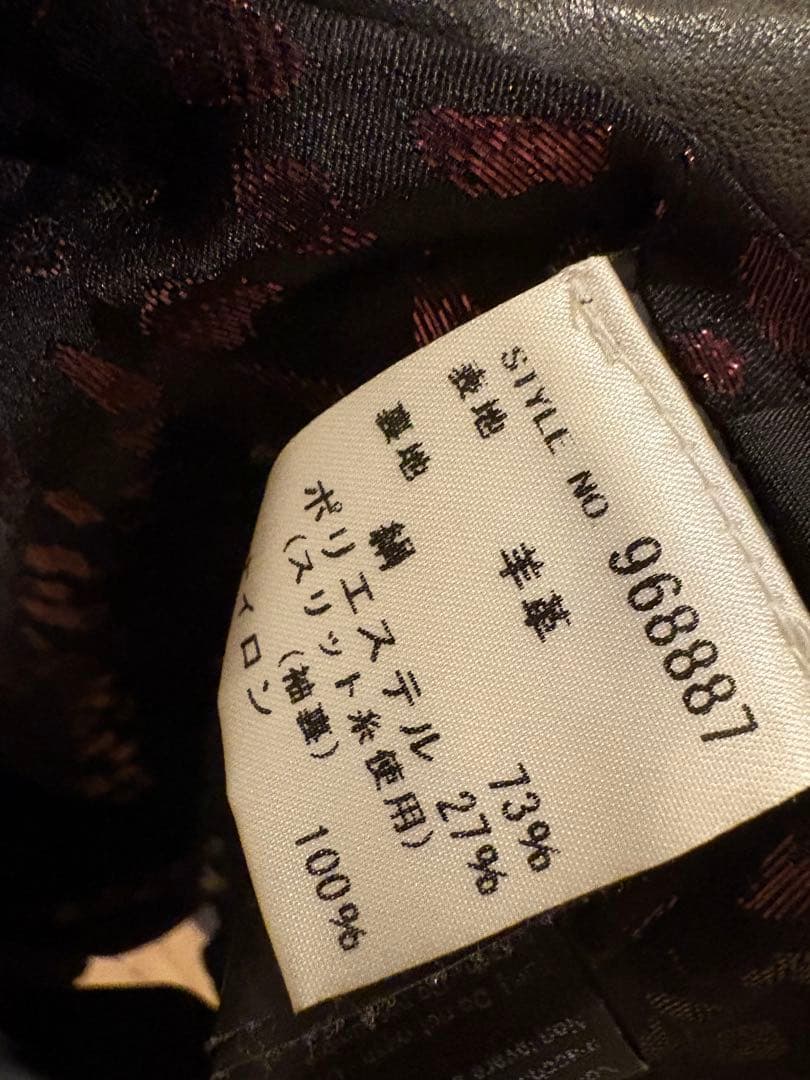 STYLE NO 968887
表地 羊革
裏地 絹 73%
ポリエステル 27%
(スリット糸使用)
(袖裏)
ナイロン 100%